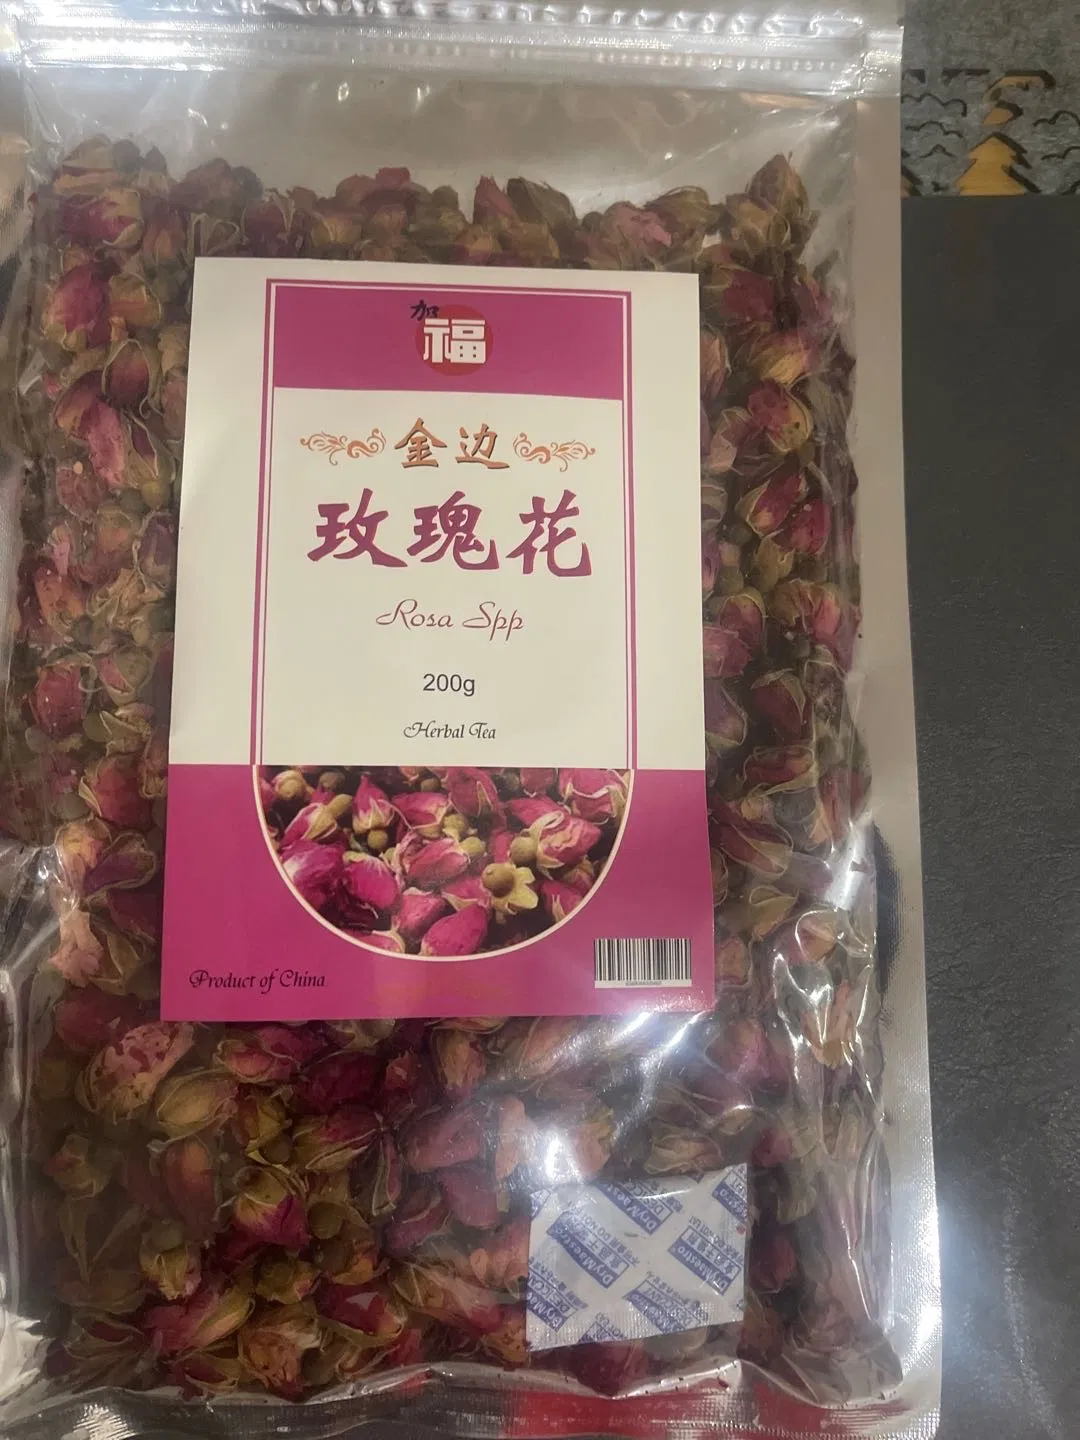 加
福
金边
玫瑰花
Rosa Spp
200g
Herbal Tea
Product of China